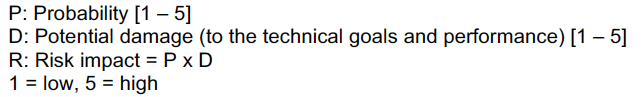 P: Probability [1 – 5]
D: Potential damage (to the technical goals and performance) [1 – 5]
R: Risk impact = P x D
1 = low, 5 = high